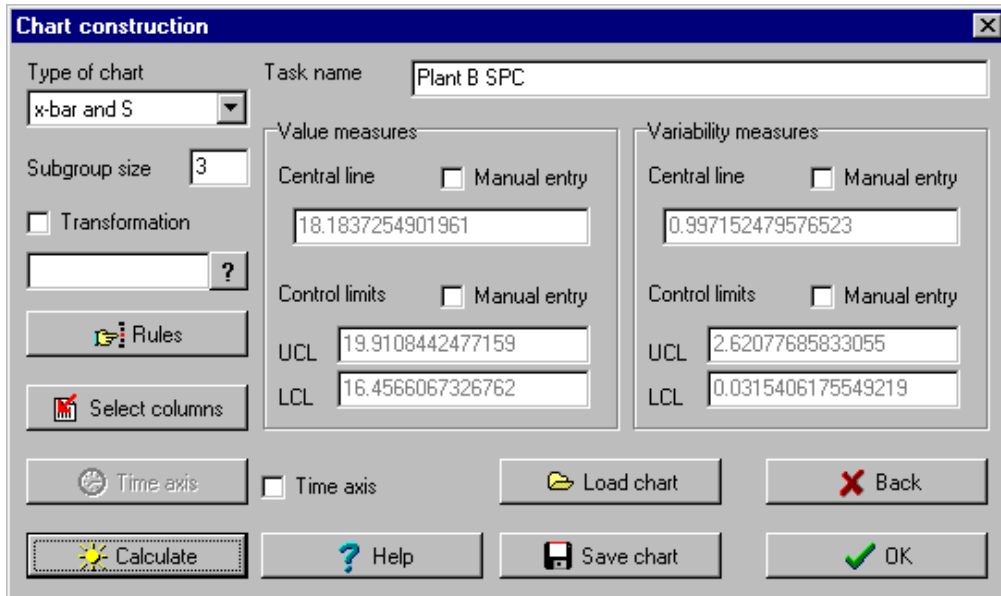 Chart construction
Type of chart
Task name
Plant B SPC
x-bar and S
Value measures
Variability measures
Subgroup size
3
Central line
Manual entry
Central line
Manual entry
Transformation
18.1837254901961
0.997152479576523
?
Control limits
Manual entry
Control limits
Manual entry
Rules
UCL
19.9108442477159
UCL
2.62077685833055
LCL
16.4566067326762
LCL
0.0315406175549219
Select columns
Time axis
Time axis
Load chart
Back
Calculate
? Help
Save chart
OK